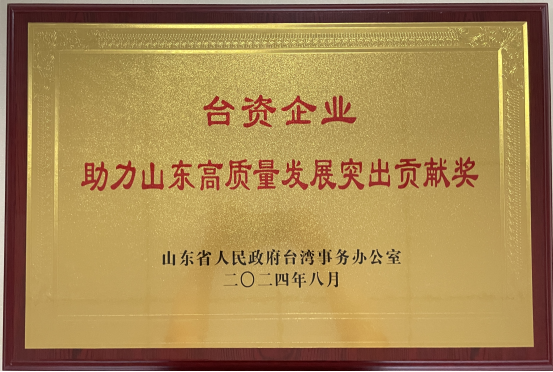 台资企业
助力山东高质量发展突出贡献奖
山东省人民政府台湾事务办公室
二〇二四年八月